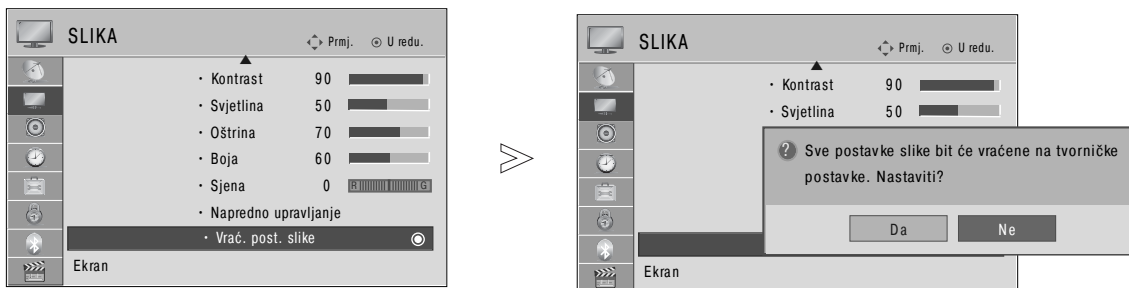 SLIKA
Prmj. U redu.
• Kontrast 90
• Svjetlina 50
• Oštrina 70
• Boja 60
• Sjena 0 R G
• Napredno upravljanje
• Vrać. post. slike
Ekran
SLIKA
Prmj. U redu.
• Kontrast 90
• Svjetlina 50
? Sve postavke slike bit će vraćene na tvorničke
postavke. Nastaviti?
Da Ne
Ekran